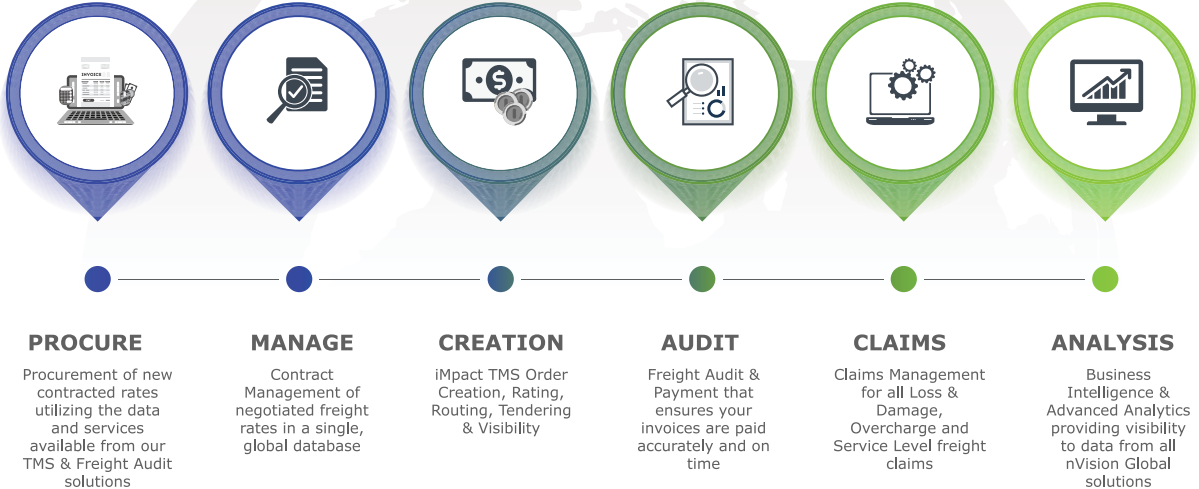 INVOICE
PROCURE
Procurement of new
contracted rates
utilizing the data
and services
available from our
TMS & Freight Audit
solutions
MANAGE
Contract
Management of
negotiated freight
rates in a single,
global database
CREATION
iMpact TMS Order
Creation, Rating,
Routing, Tendering
& Visibility
AUDIT
Freight Audit &
Payment that
ensures your
invoices are paid
accurately and on
time
CLAIMS
Claims Management
for all Loss &
Damage,
Overcharge and
Service Level freight
claims
ANALYSIS
Business
Intelligence &
Advanced Analytics
providing visibility
to data from all
nVision Global
solutions